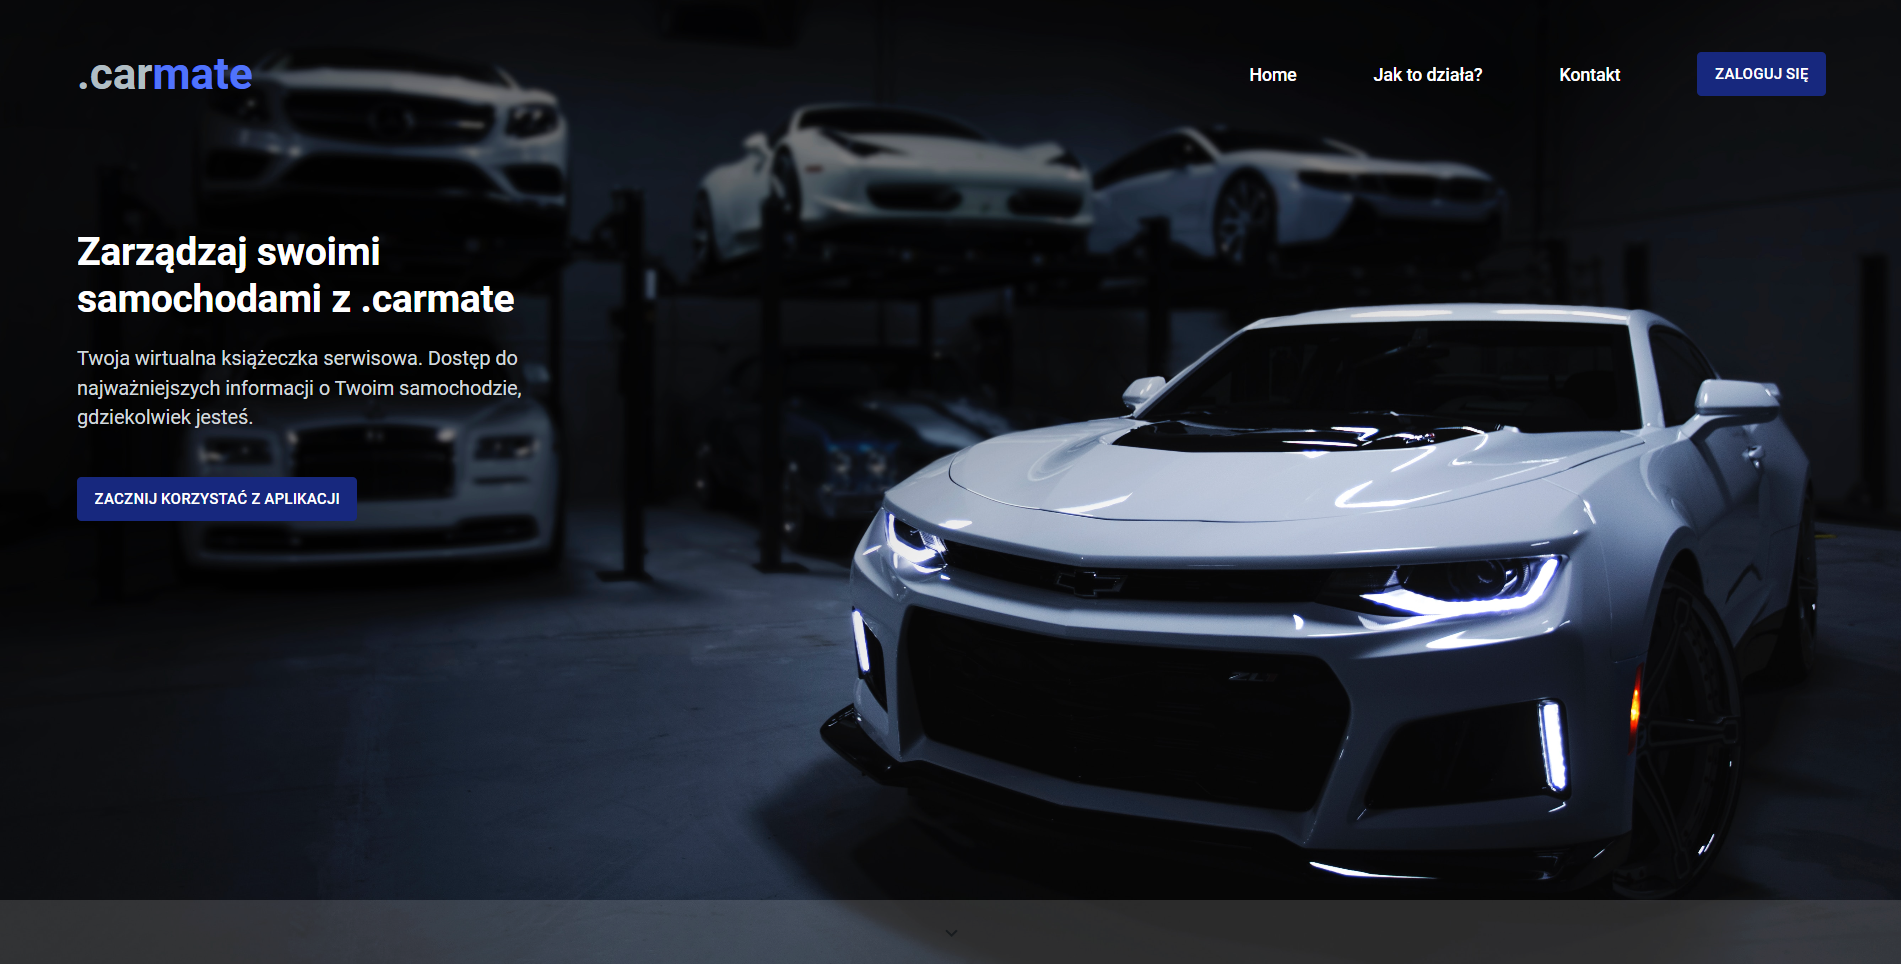 .carmate
Home
Jak to działa?
Kontakt
ZALOGUJ SIĘ
Zarządzaj swoimi
samochodami z .carmate
Twoja wirtualna książeczka serwisowa. Dostęp do
najważniejszych informacji o Twoim samochodzie,
gdziekolwiek jesteś.
ZACZNIJ KORZYSTAĆ Z APLIKACJI
ZL1